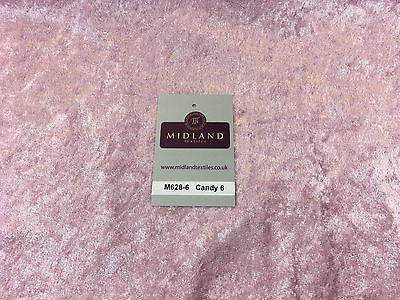 MIDLAND
TEXTILES
www.midlandtextiles.co.uk
M628-6 Candy 6